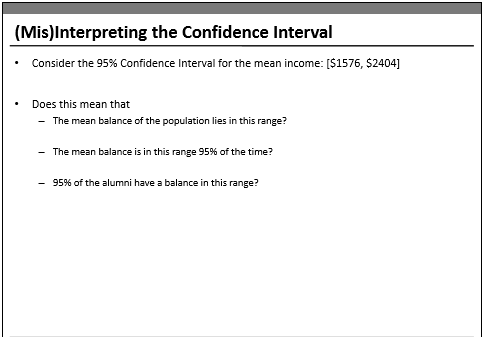 (Mis)Interpreting the Confidence Interval
• Consider the 95% Confidence Interval for the mean income: [$1576, $2404]
• Does this mean that
– The mean balance of the population lies in this range?
– The mean balance is in this range 95% of the time?
– 95% of the alumni have a balance in this range?